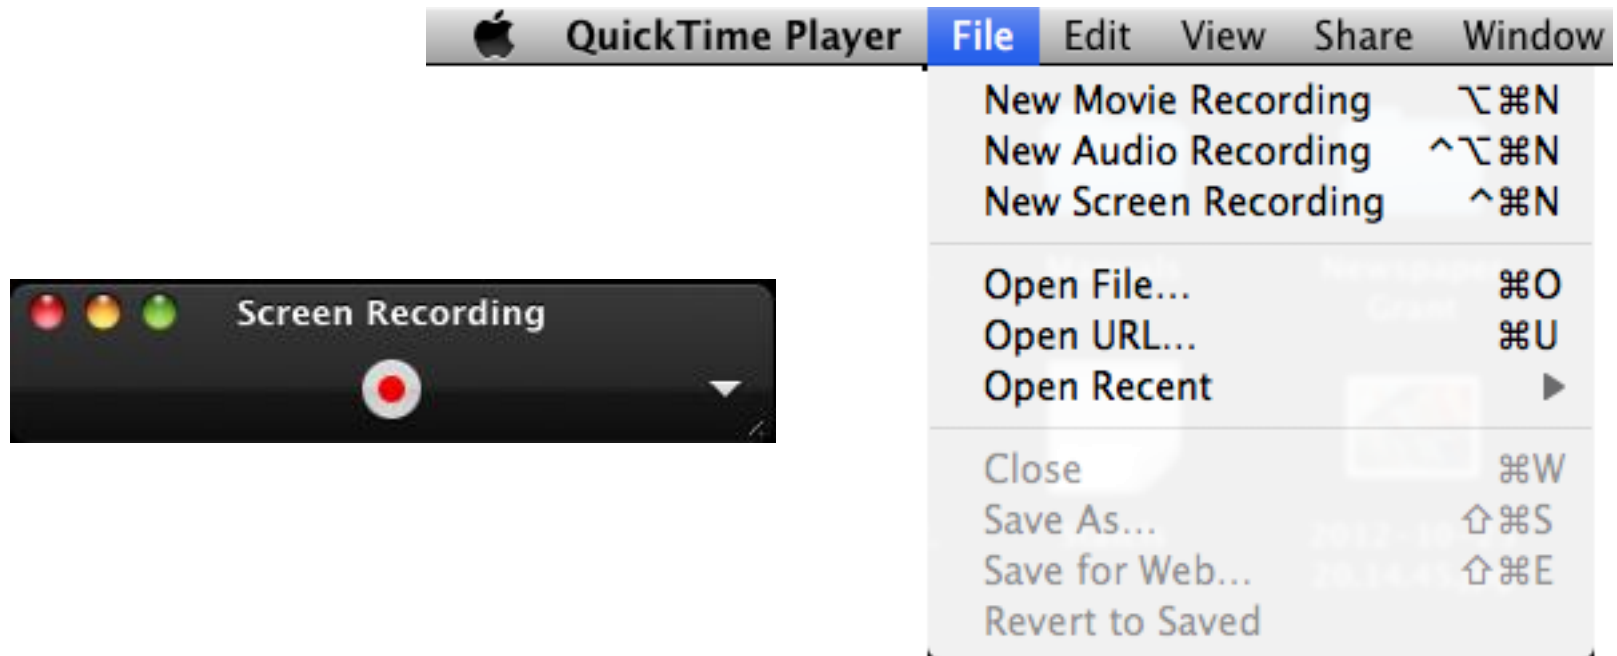 QuickTime Player File Edit View Share Window
New Movie Recording ⌥⌘N
New Audio Recording ^⌥⌘N
New Screen Recording ^⌘N
Open File... ⌘O
Open URL... ⌘U
Open Recent
Close ⌘W
Save As... ⇧⌘S
Save for Web... ⇧⌘E
Revert to Saved
Screen Recording